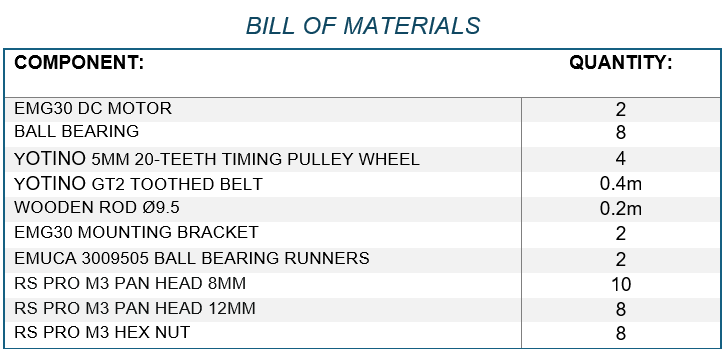 BILL OF MATERIALS
COMPONENT: QUANTITY:
EMG30 DC MOTOR 2
BALL BEARING 8
YOTINO 5MM 20-TEETH TIMING PULLEY WHEEL 4
YOTINO GT2 TOOTHED BELT 0.4m
WOODEN ROD Ø9.5 0.2m
EMG30 MOUNTING BRACKET 2
EMUCA 3009505 BALL BEARING RUNNERS 2
RS PRO M3 PAN HEAD 8MM 10
RS PRO M3 PAN HEAD 12MM 8
RS PRO M3 HEX NUT 8